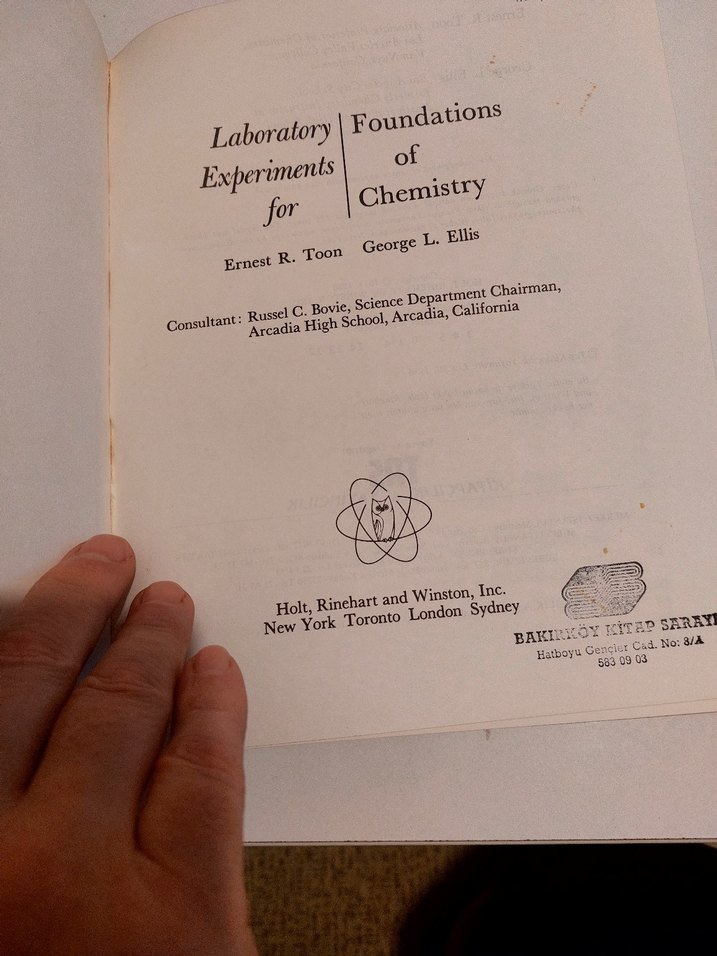 Laboratory Experiments for
Foundations of Chemistry
Ernest R. Toon George L. Ellis
Consultant: Russel C. Bovie, Science Department Chairman,
Arcadia High School, Arcadia, California
Holt, Rinehart and Winston, Inc.
New York Toronto London Sydney
BAKIRKÖY KİTAP SARAYI
Hatboyu Gençler Cad. No: 8/A
583 09 03